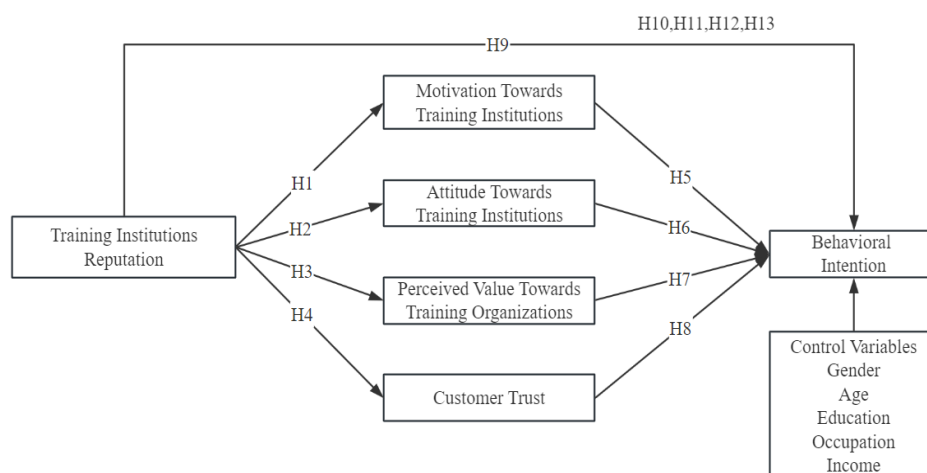 H10,H11,H12,H13
H9
Motivation Towards
Training Institutions
H1
H5
Attitude Towards
Training Institutions
H2
H6
Training Institutions
Reputation
Behavioral
Intention
H3
H7
Perceived Value Towards
Training Organizations
H4
H8
Customer Trust
Control Variables
Gender
Age
Education
Occupation
Income